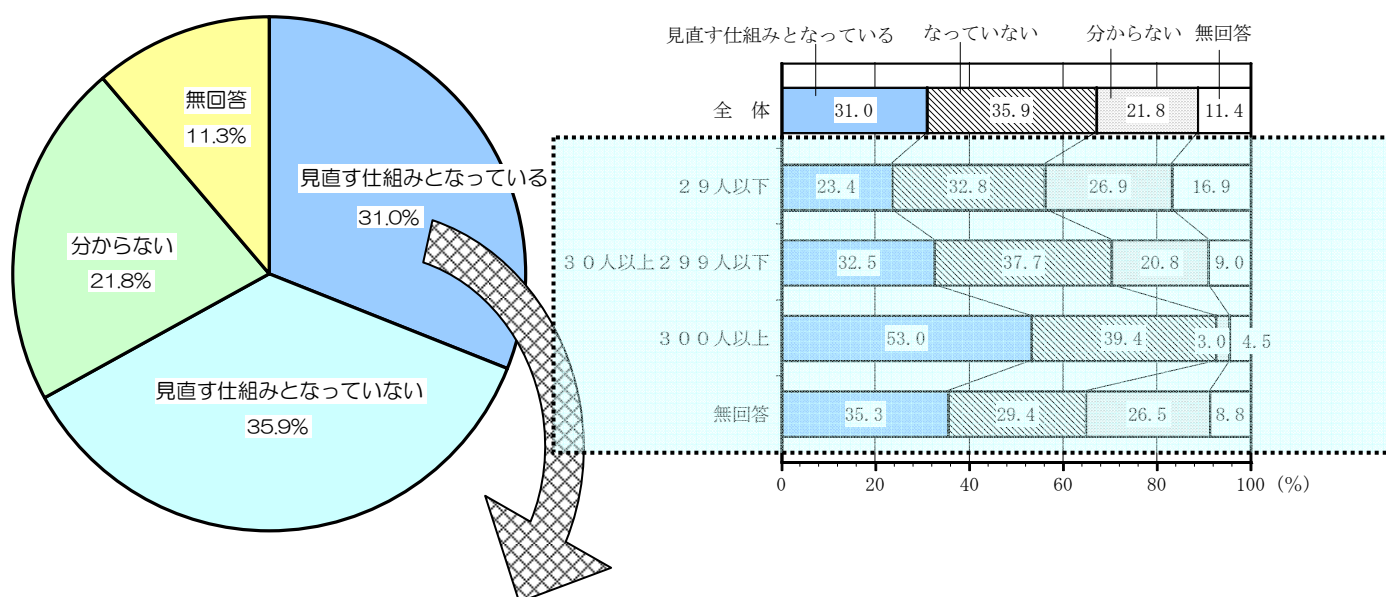 無回答
11.3%
見直す仕組みとなっている
31.0%
分からない
21.8%
見直す仕組みとなっていない
35.9%
見直す仕組みとなっている なっていない 分からない 無回答
全 体 31.0 35.9 21.8 11.4
２９人以下 23.4 32.8 26.9 16.9
３０人以上２９９人以下 32.5 37.7 20.8 9.0
３００人以上 53.0 39.4 3.0 4.5
無回答 35.3 29.4 26.5 8.8
0 20 40 60 80 100 (%)